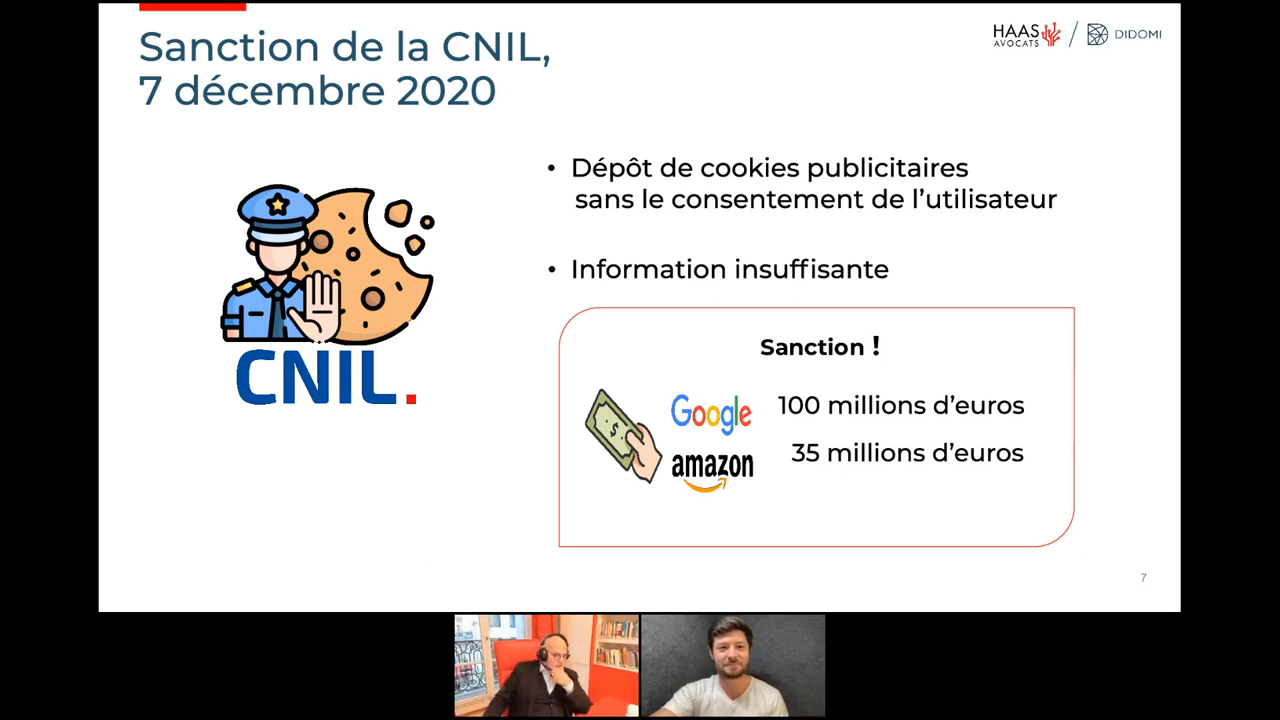 Sanction de la CNIL,
7 décembre 2020
HAAS
AVOCATS
DIDOMI
• Dépôt de cookies publicitaires
sans le consentement de l'utilisateur
• Information insuffisante
CNIL.
Sanction !
Google 100 millions d'euros
amazon 35 millions d'euros
7